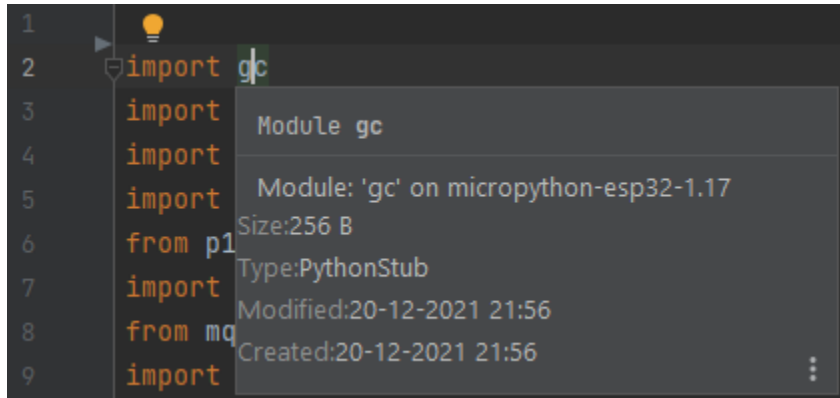 1
2 import gc
3 import
4 import
5 import
6 from p1
7 import
8 from mq
9 import
Module gc
Module: 'gc' on micropython-esp32-1.17
Size:256 B
Type:PythonStub
Modified:20-12-2021 21:56
Created:20-12-2021 21:56